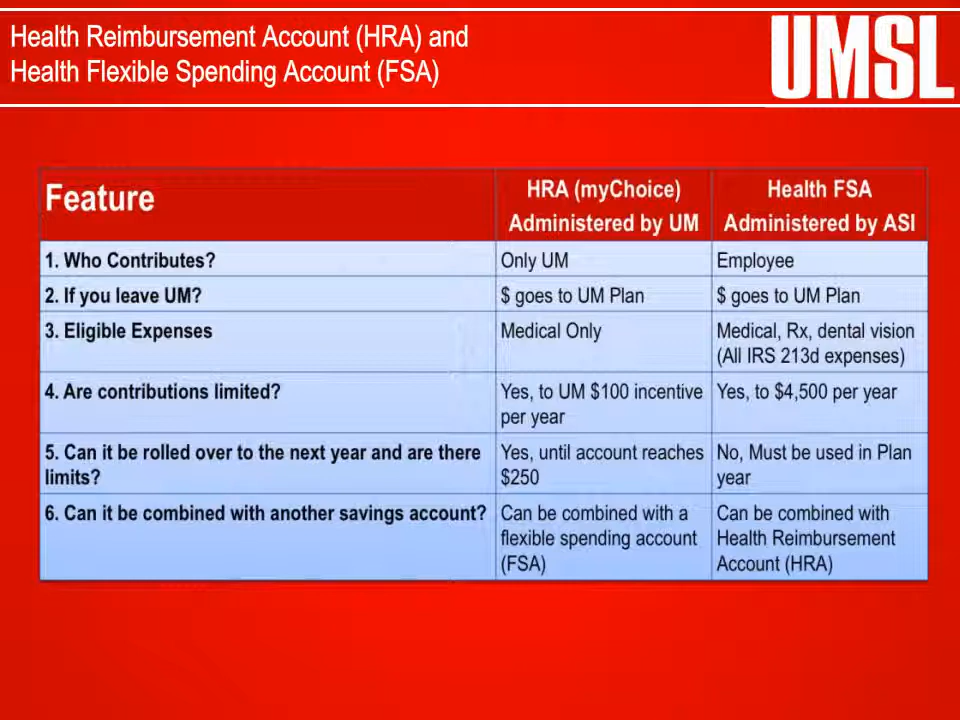 Health Reimbursement Account (HRA) and
Health Flexible Spending Account (FSA)
UMSL
Feature
HRA (myChoice)
Administered by UM
Health FSA
Administered by ASI
1. Who Contributes?
Only UM
Employee
2. If you leave UM?
$ goes to UM Plan
$ goes to UM Plan
3. Eligible Expenses
Medical Only
Medical, Rx, dental vision
(All IRS 213d expenses)
4. Are contributions limited?
Yes, to UM $100 incentive
per year
Yes, to $4,500 per year
5. Can it be rolled over to the next year and are there
limits?
Yes, until account reaches
$250
No, Must be used in Plan
year
6. Can it be combined with another savings account?
Can be combined with a
flexible spending account
(FSA)
Can be combined with
Health Reimbursement
Account (HRA)